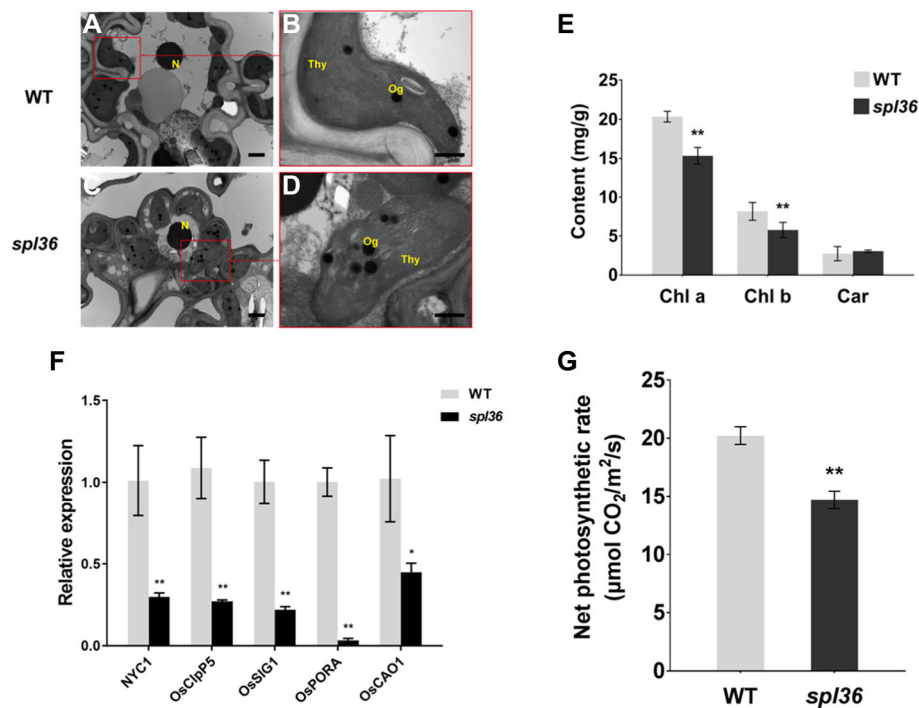 A
B
WT
N
Thy
Og
C
D
spl36
N
Og
Thy
E
WT
spl36
Content (mg/g)
25
20
15
10
5
0
**
**
Chl a
Chl b
Car
F
WT
spl36
Relative expression
1.5
1.0
0.5
0.0
**
**
**
**
*
NYC1
OsClpP5
OsSIG1
OsPORA
OsCAO1
G
Net photosynthetic rate
(μmol CO₂/m²/s)
25
20
15
10
5
0
**
WT
spl36